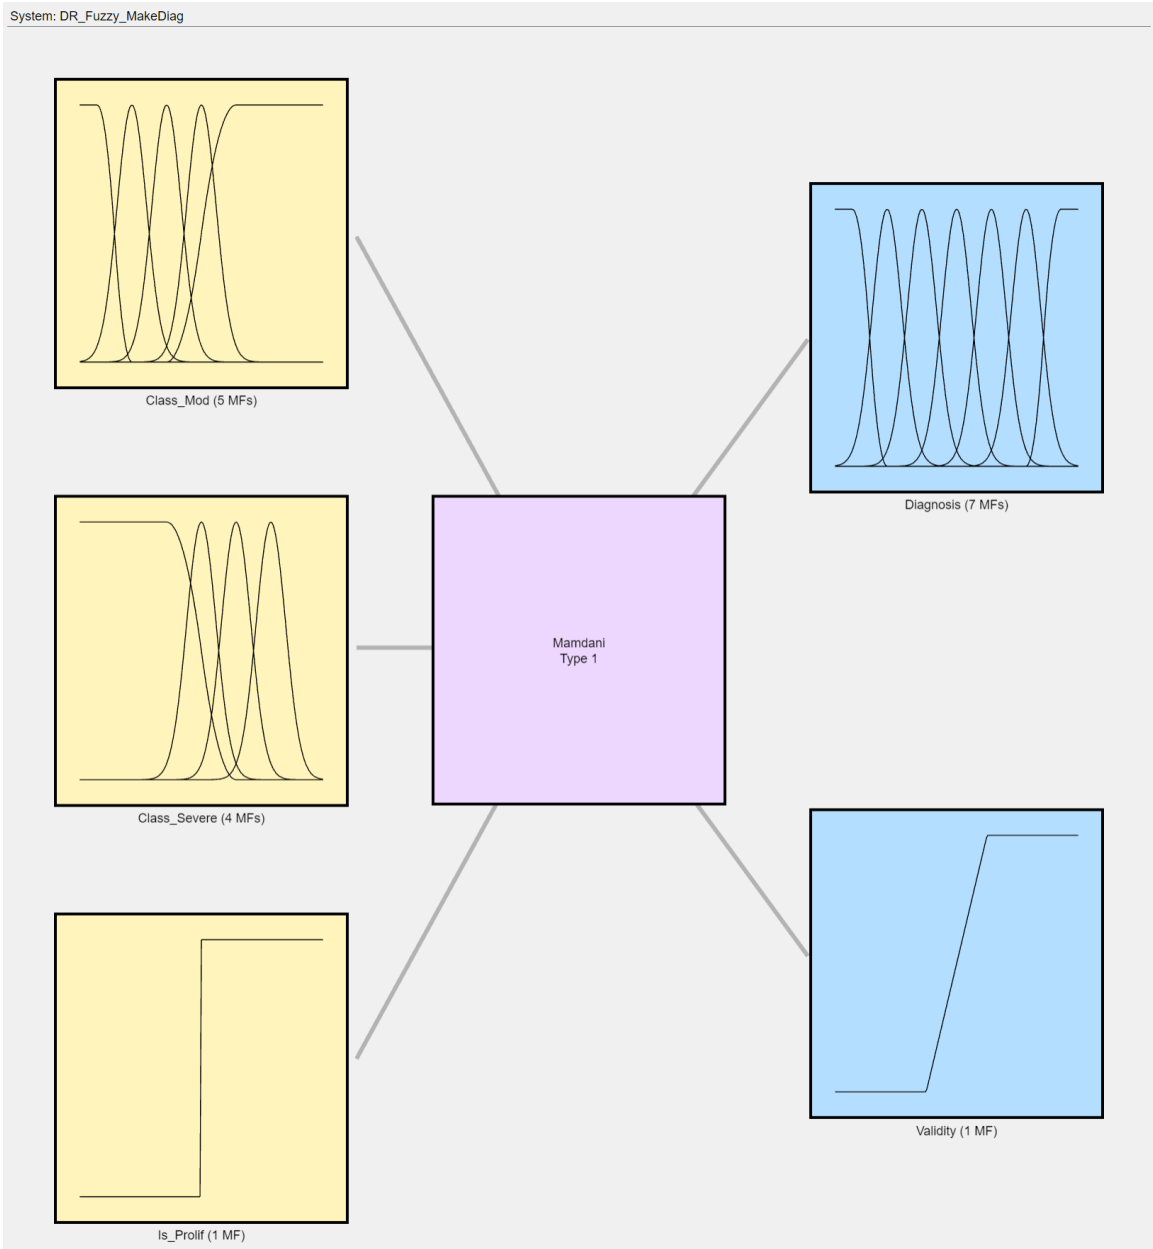 System: DR_Fuzzy_MakeDiag
Class_Mod (5 MFs)
Diagnosis (7 MFs)
Mamdani
Type 1
Class_Severe (4 MFs)
Validity (1 MF)
Is_Prolif (1 MF)